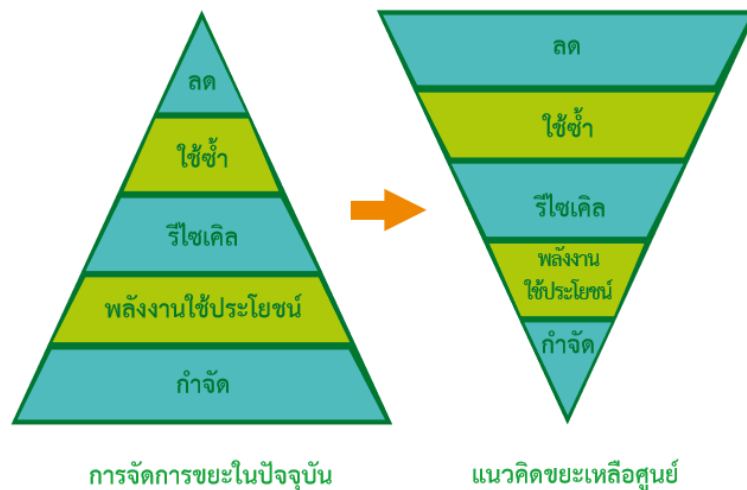 ลด
ใช้ซ้ำ
รีไซเคิล
พลังงานใช้ประโยชน์
กำจัด
การจัดการขยะในปัจจุบัน
ลด
ใช้ซ้ำ
รีไซเคิล
พลังงาน
ใช้ประโยชน์
กำจัด
แนวคิดขยะเหลือศูนย์